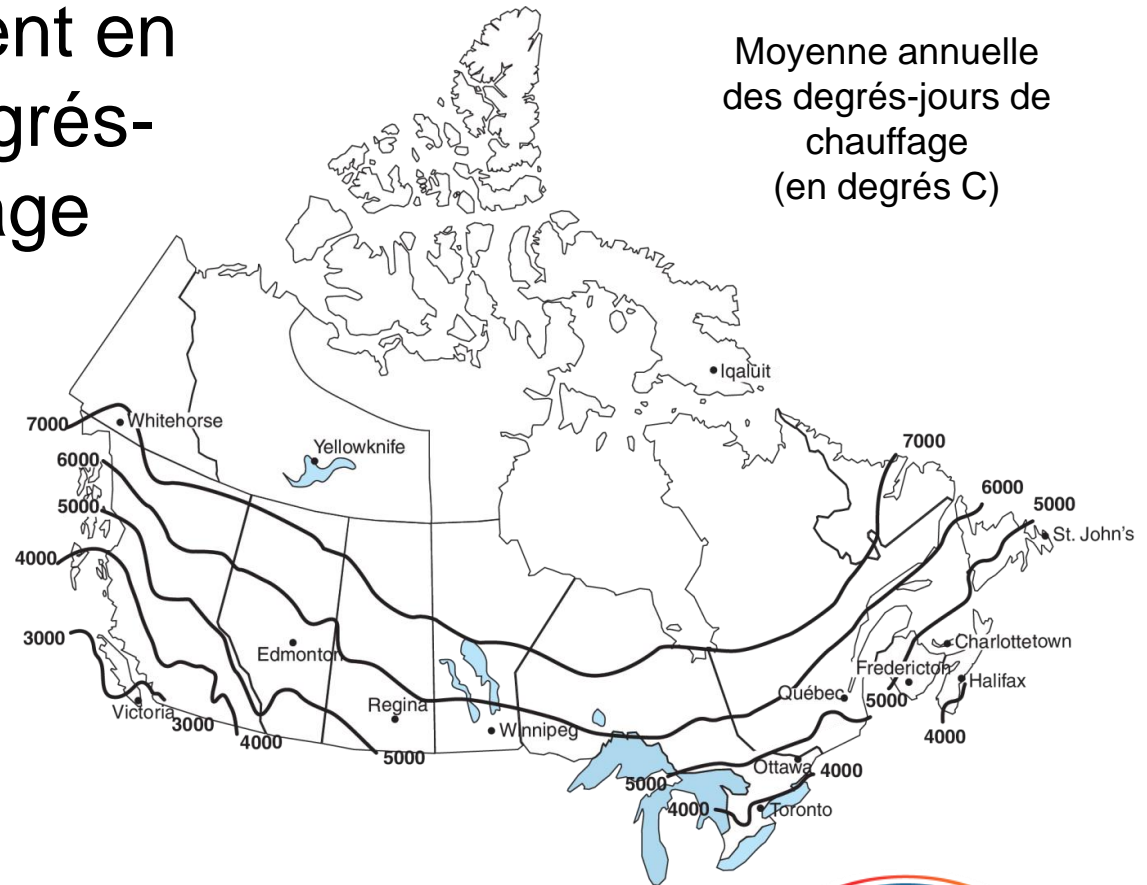 ent en
grés-
age
Moyenne annuelle
des degrés-jours de
chauffage
(en degrés C)
Iqaluit
7000
Whitehorse
Yellowknife
7000
6000
6000
5000
5000
St. John's
4000
3000
Charlottetown
Edmonton
Fredericton
Halifax
Québec
5000
Regina
Victoria
3000
Winnipeg
4000
4000
5000
Ottawa
4000
5000
4000
Toronto